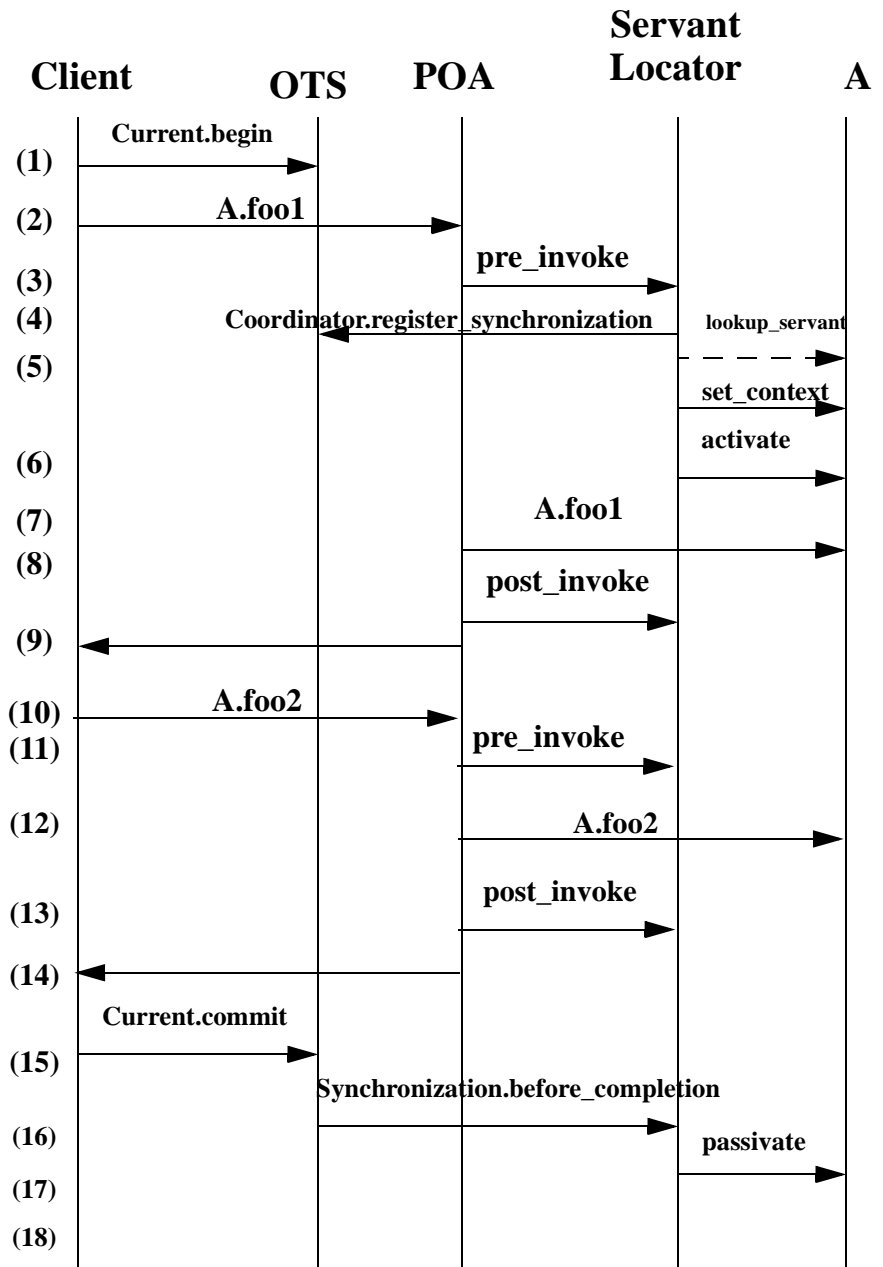 Servant
Locator
Client
OTS
POA
A
Current.begin
(1)
A.foo1
(2)
pre_invoke
(3)
(4)
Coordinator.register_synchronization
lookup_servant
(5)
set_context
activate
(6)
A.foo1
(7)
(8)
post_invoke
(9)
A.foo2
(10)
pre_invoke
(11)
A.foo2
(12)
post_invoke
(13)
(14)
Current.commit
(15)
Synchronization.before_completion
(16)
passivate
(17)
(18)